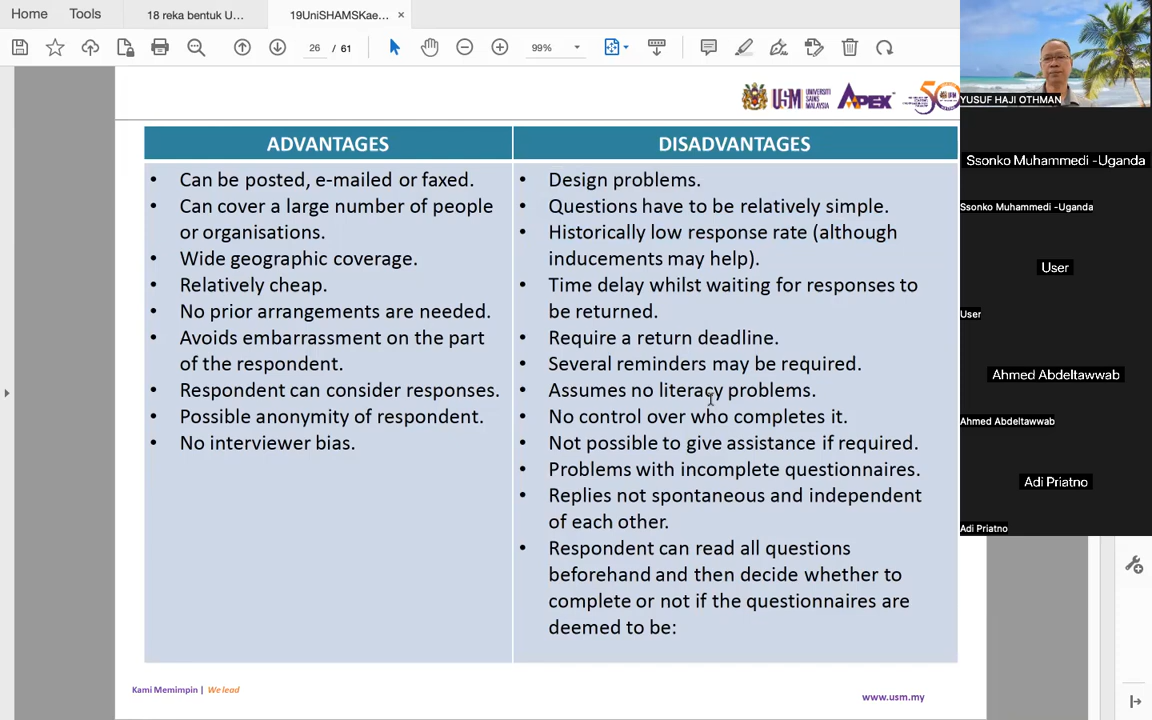 Home
Tools
18 reka bentuk U...
19UniSHAMSKae...
26 / 61
99%
USM UNIVERSITI SAINS MALAYSIA
APEX
50
ADVANTAGES
DISADVANTAGES
• Can be posted, e-mailed or faxed.
• Can cover a large number of people
or organisations.
• Wide geographic coverage.
• Relatively cheap.
• No prior arrangements are needed.
• Avoids embarrassment on the part
of the respondent.
• Respondent can consider responses.
• Possible anonymity of respondent.
• No interviewer bias.
• Design problems.
• Questions have to be relatively simple.
• Historically low response rate (although
inducements may help).
• Time delay whilst waiting for responses to
be returned.
• Require a return deadline.
• Several reminders may be required.
• Assumes no literacy problems.
• No control over who completes it.
• Not possible to give assistance if required.
• Problems with incomplete questionnaires.
• Replies not spontaneous and independent
of each other.
• Respondent can read all questions
beforehand and then decide whether to
complete or not if the questionnaires are
deemed to be:
Kami Memimpin | We lead
www.usm.my
YUSUF HAJI OTHMAN
Ssonko Muhammedi -Uganda
Ssonko Muhammedi -Uganda
User
User
Ahmed Abdeltawwab
Ahmed Abdeltawwab
Adi Priatno
Adi Priatno